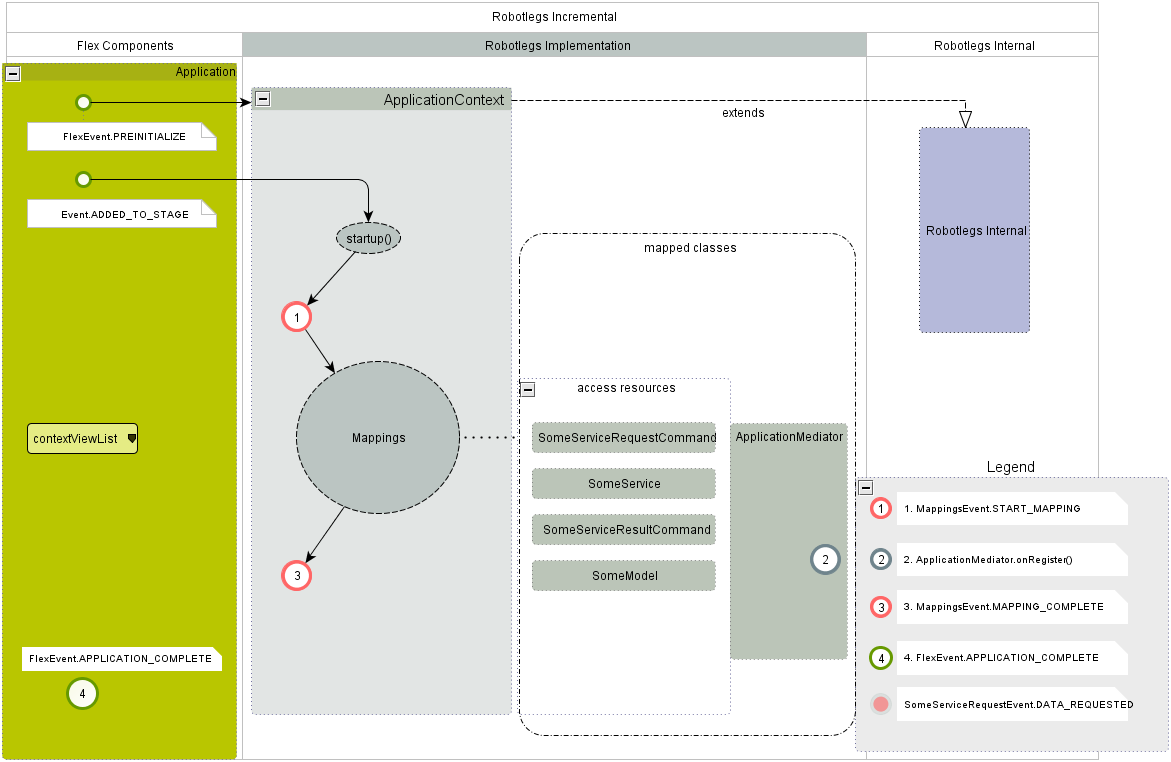 Robotlegs Incremental
Flex Components
Robotlegs Implementation
Robotlegs Internal
Application
FlexEvent.PREINITIALIZE
Event.ADDED_TO_STAGE
contextViewList
FlexEvent.APPLICATION_COMPLETE
4
ApplicationContext
startup()
1
Mappings
3
extends
mapped classes
access resources
SomeServiceRequestCommand
SomeService
SomeServiceResultCommand
SomeModel
ApplicationMediator
2
Robotlegs Internal
Legend
1
1. MappingsEvent.START_MAPPING
2
2. ApplicationMediator.onRegister()
3
3. MappingsEvent.MAPPING_COMPLETE
4
4. FlexEvent.APPLICATION_COMPLETE
SomeServiceRequestEvent.DATA_REQUESTED